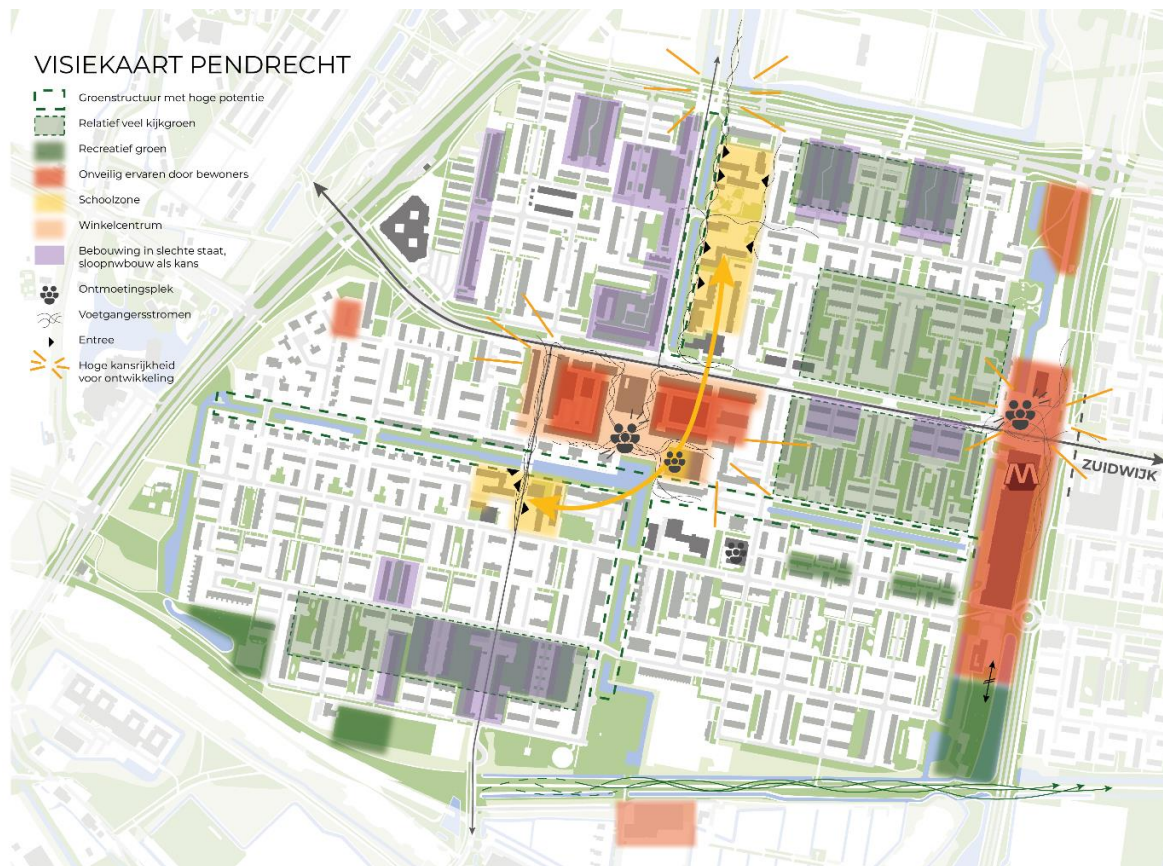 VISIEKAART PENDRECHT
Groenstructuur met hoge potentie
Relatief veel kijkgroen
Recreatief groen
Onveilig ervaren door bewoners
Schoolzone
Winkelcentrum
Bebouwing in slechte staat,
sloopnwbouw als kans
Ontmoetingsplek
Voetgangersstromen
Entree
Hoge kansrijkheid
voor ontwikkeling
ZUIDWIJK
M